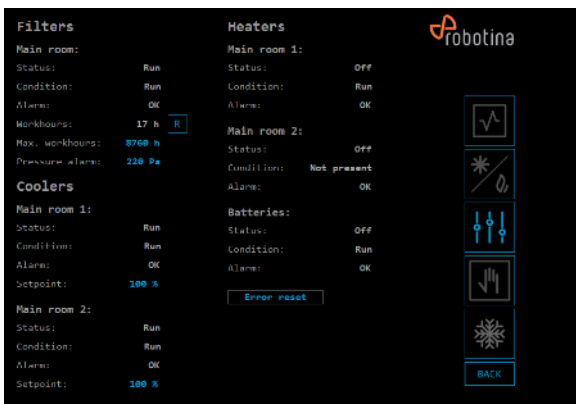 Filters
Main room:
Status: Run
Condition: Run
Alarm: OK
Workhours: 17 h R
Max. workhours: 8760 h
Pressure alarm: 220 Pa
Coolers
Main room 1:
Status: Run
Condition: Run
Alarm: OK
Setpoint: 100 %
Main room 2:
Status: Run
Condition: Run
Alarm: OK
Setpoint: 100 %
Heaters
Main room 1:
Status: Off
Condition: Run
Alarm: OK
Main room 2:
Status: Off
Condition: Not present
Alarm: OK
Batteries:
Status: Off
Condition: Run
Alarm: OK
Error reset
robotina
BACK